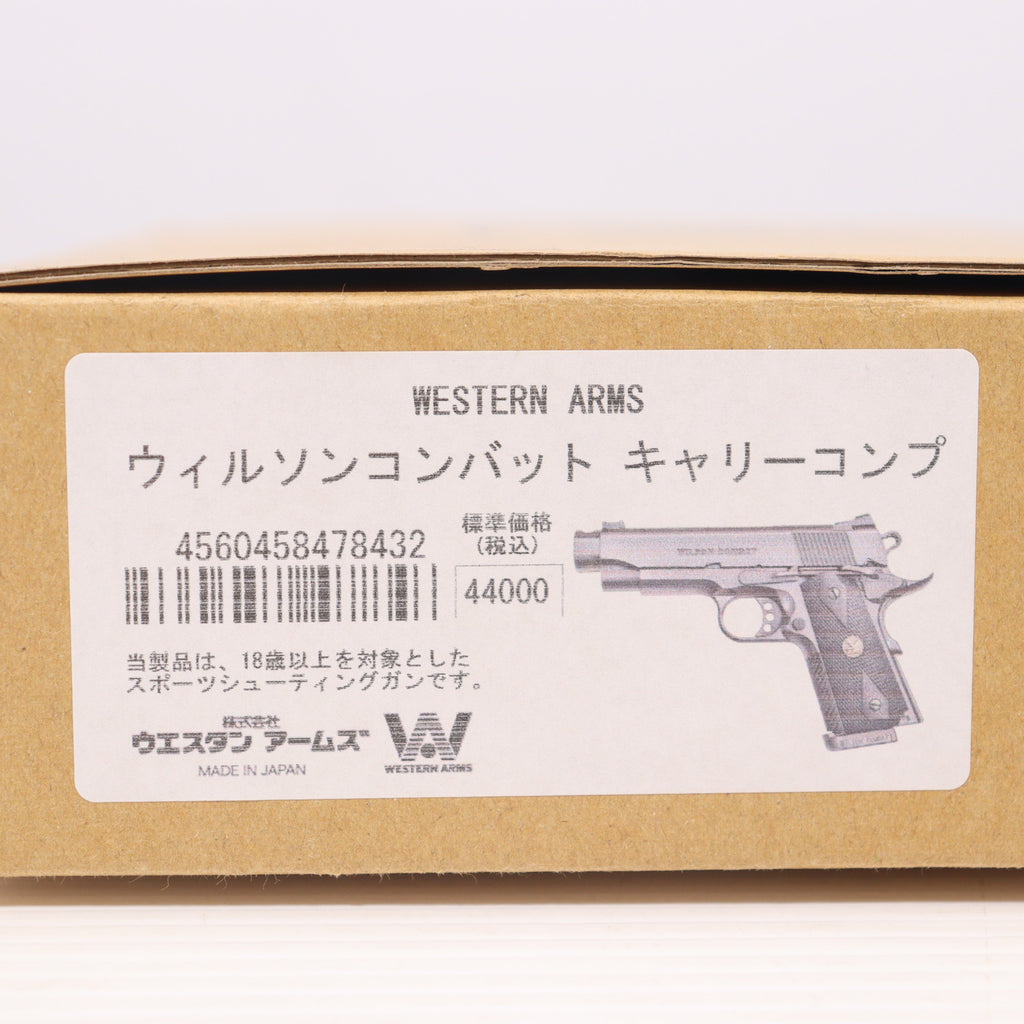 WESTERN ARMS
ウィルソンコンバット キャリーコンプ
4560458478432
標準価格
(税込)
44000
WILSON COMBAT
当製品は、18歳以上を対象とした
スポーツシューティングガンです。
株式会社
ウエスタン アームズ
MADE IN JAPAN
WESTERN ARMS